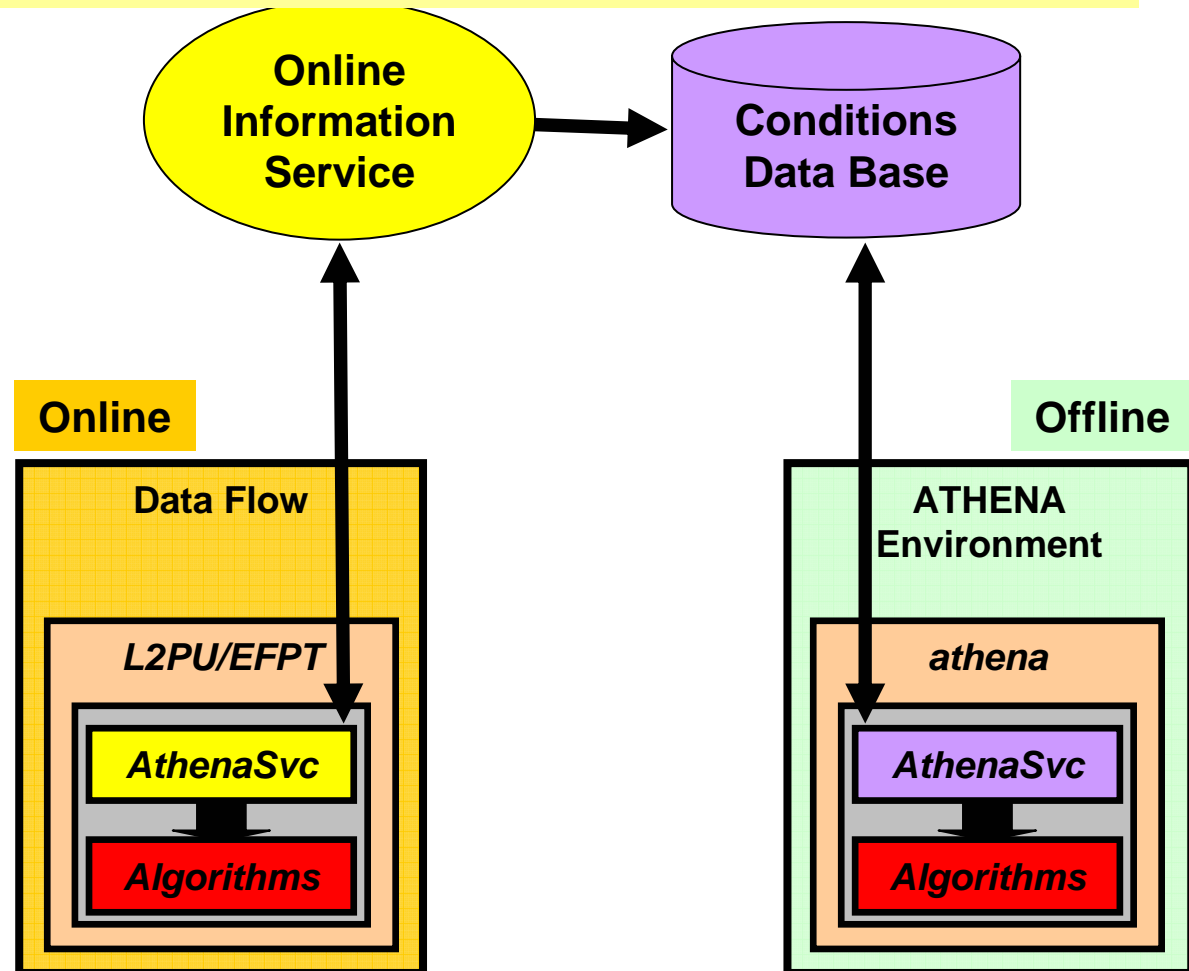 Online
Information
Service
Conditions
Data Base
Online
Offline
Data Flow
ATHENA
Environment
L2PU/EFPT
athena
AthenaSvc
AthenaSvc
Algorithms
Algorithms